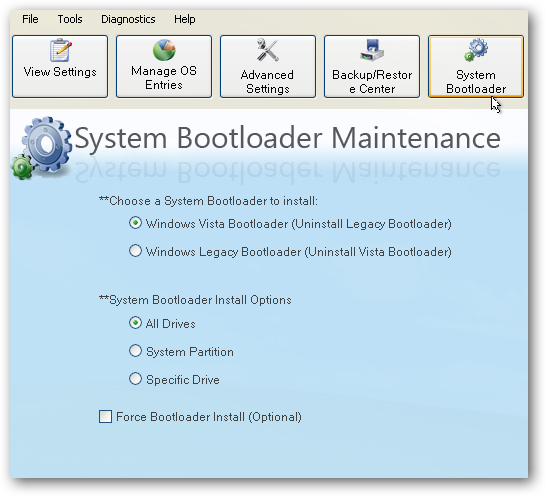 File Tools Diagnostics Help
View Settings
Manage OS
Entries
Advanced
Settings
Backup/Restor
e Center
System
Bootloader
System Bootloader Maintenance
**Choose a System Bootloader to install:
Windows Vista Bootloader (Uninstall Legacy Bootloader)
Windows Legacy Bootloader (Uninstall Vista Bootloader)
**System Bootloader Install Options
All Drives
System Partition
Specific Drive
Force Bootloader Install (Optional)